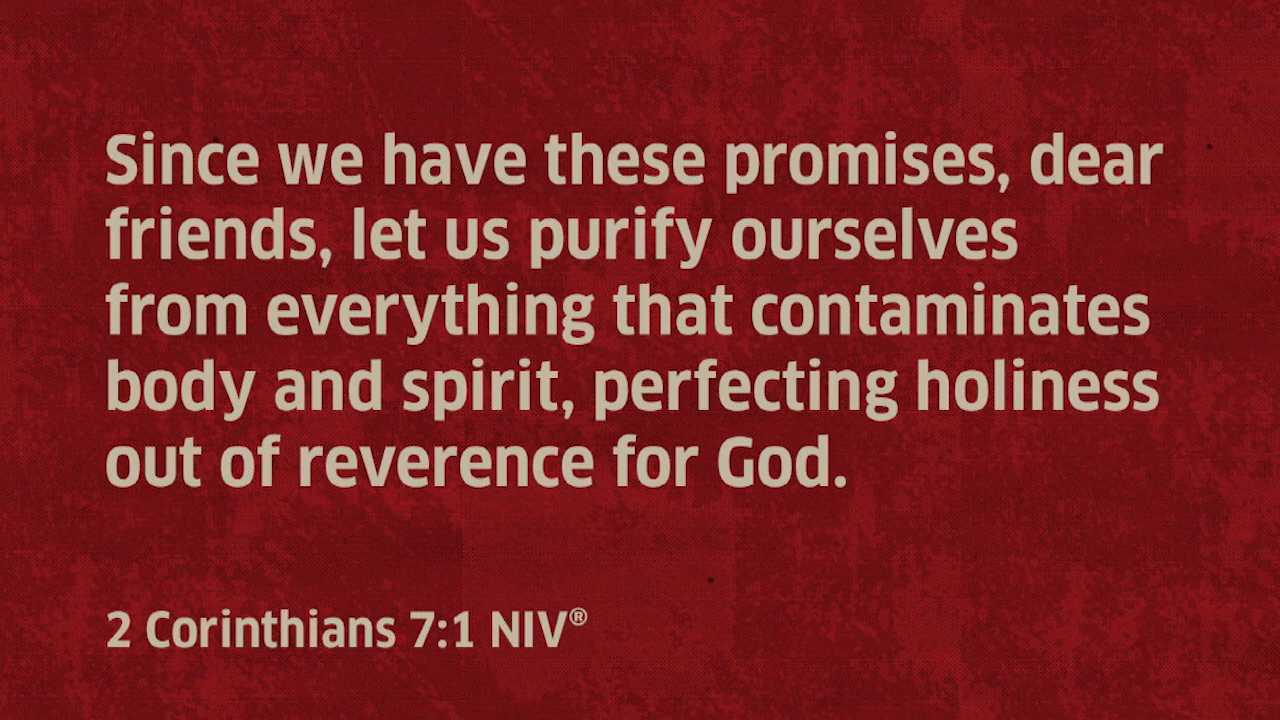 Since we have these promises, dear
friends, let us purify ourselves
from everything that contaminates
body and spirit, perfecting holiness
out of reverence for God.
2 Corinthians 7:1 NIV®